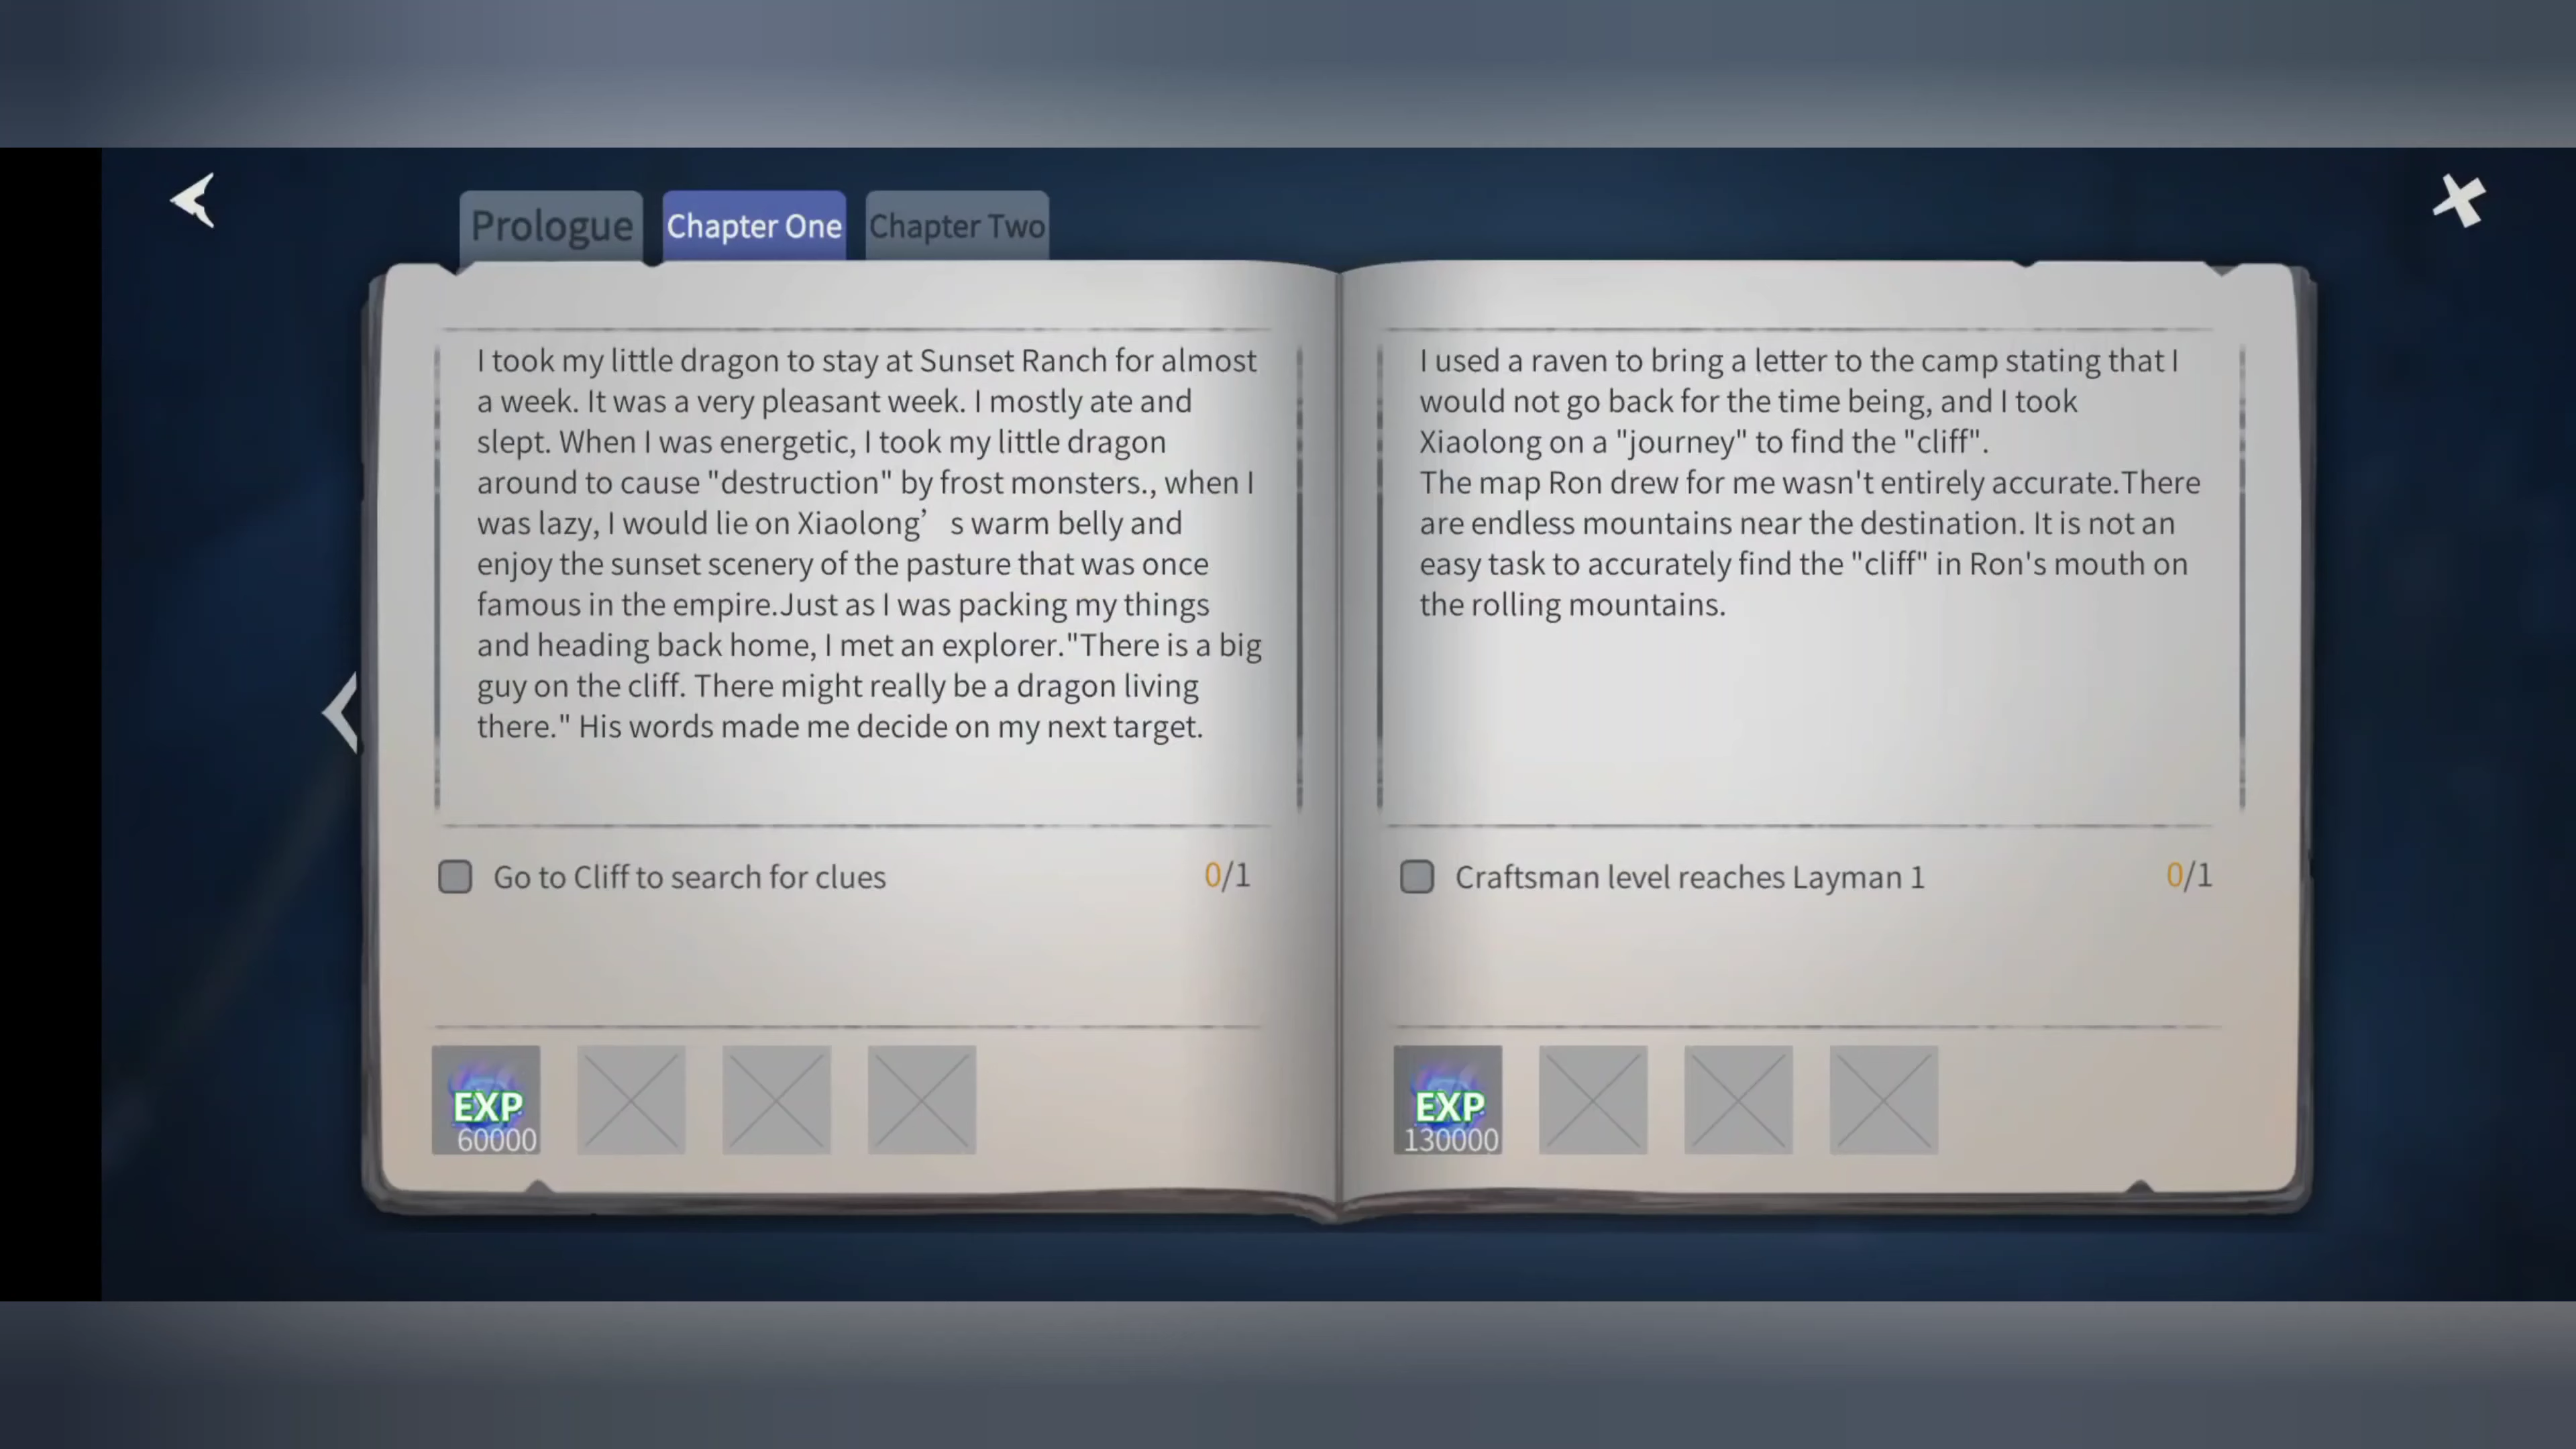 Prologue
Chapter One
Chapter Two
I took my little dragon to stay at Sunset Ranch for almost
a week. It was a very pleasant week. I mostly ate and
slept. When I was energetic, I took my little dragon
around to cause "destruction" by frost monsters., when I
was lazy, I would lie on Xiaolong’ s warm belly and
enjoy the sunset scenery of the pasture that was once
famous in the empire.Just as I was packing my things
and heading back home, I met an explorer."There is a big
guy on the cliff. There might really be a dragon living
there." His words made me decide on my next target.
Go to Cliff to search for clues
0/1
EXP
60000
I used a raven to bring a letter to the camp stating that I
would not go back for the time being, and I took
Xiaolong on a "journey" to find the "cliff".
The map Ron drew for me wasn't entirely accurate.There
are endless mountains near the destination. It is not an
easy task to accurately find the "cliff" in Ron's mouth on
the rolling mountains.
Craftsman level reaches Layman 1
0/1
EXP
130000